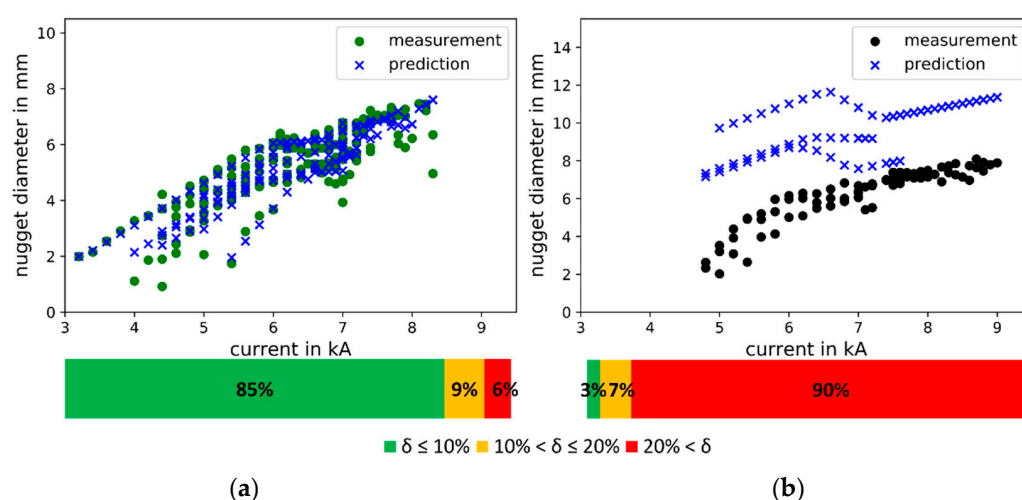 10
8
6
4
2
0
nugget diameter in mm
measurement
prediction
3 4 5 6 7 8 9
current in kA
85% 9% 6%
14
12
10
8
6
4
2
0
nugget diameter in mm
measurement
prediction
3 4 5 6 7 8 9
current in kA
3% 7% 90%
δ ≤ 10% 10% < δ ≤ 20% 20% < δ
(a) (b)